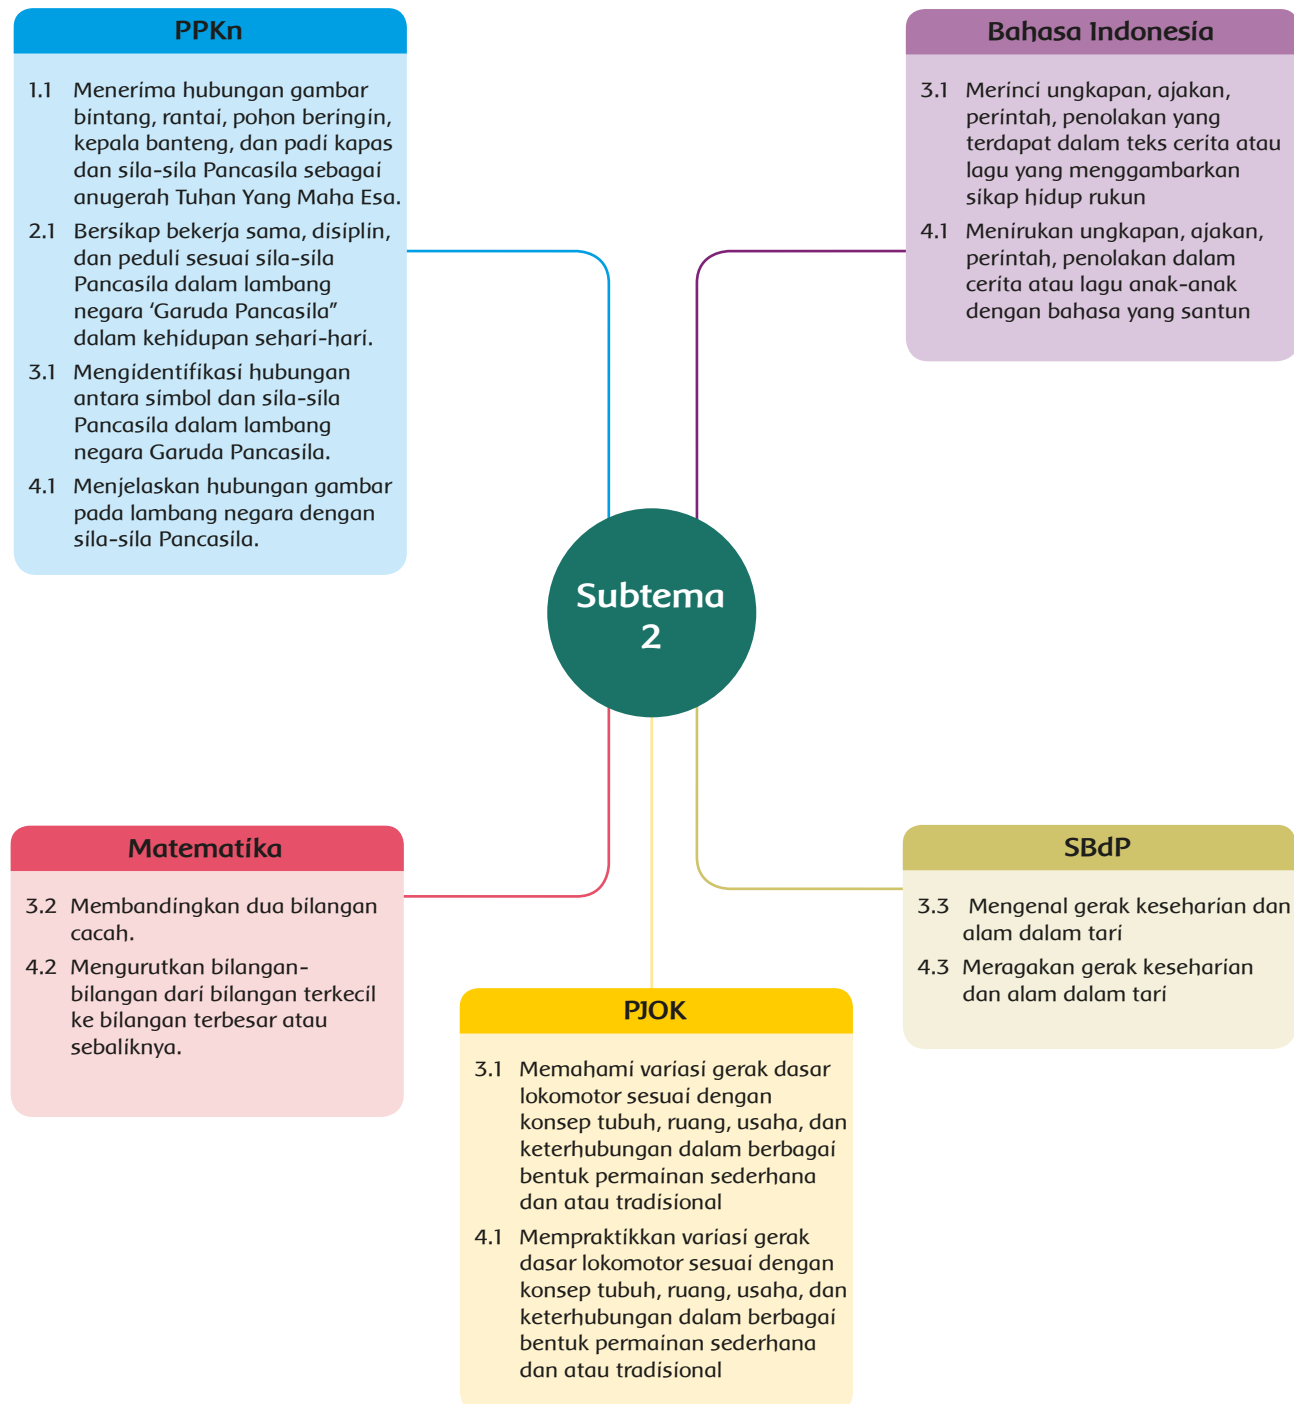 PPKn
1.1 Menerima hubungan gambar
bintang, rantai, pohon beringin,
kepala banteng, dan padi kapas
dan sila-sila Pancasila sebagai
anugerah Tuhan Yang Maha Esa.
2.1 Bersikap bekerja sama, disiplin,
dan peduli sesuai sila-sila
Pancasila dalam lambang
negara ‘Garuda Pancasila”
dalam kehidupan sehari-hari.
3.1 Mengidentifikasi hubungan
antara simbol dan sila-sila
Pancasila dalam lambang
negara Garuda Pancasila.
4.1 Menjelaskan hubungan gambar
pada lambang negara dengan
sila-sila Pancasila.
Bahasa Indonesia
3.1 Merinci ungkapan, ajakan,
perintah, penolakan yang
terdapat dalam teks cerita atau
lagu yang menggambarkan
sikap hidup rukun
4.1 Menirukan ungkapan, ajakan,
perintah, penolakan dalam
cerita atau lagu anak-anak
dengan bahasa yang santun
Subtema
2
Matematika
3.2 Membandingkan dua bilangan
cacah.
4.2 Mengurutkan bilangan-
bilangan dari bilangan terkecil
ke bilangan terbesar atau
sebaliknya.
PJOK
3.1 Memahami variasi gerak dasar
lokomotor sesuai dengan
konsep tubuh, ruang, usaha, dan
keterhubungan dalam berbagai
bentuk permainan sederhana
dan atau tradisional
4.1 Mempraktikkan variasi gerak
dasar lokomotor sesuai dengan
konsep tubuh, ruang, usaha, dan
keterhubungan dalam berbagai
bentuk permainan sederhana
dan atau tradisional
SBdP
3.3 Mengenal gerak keseharian dan
alam dalam tari
4.3 Meragakan gerak keseharian
dan alam dalam tari